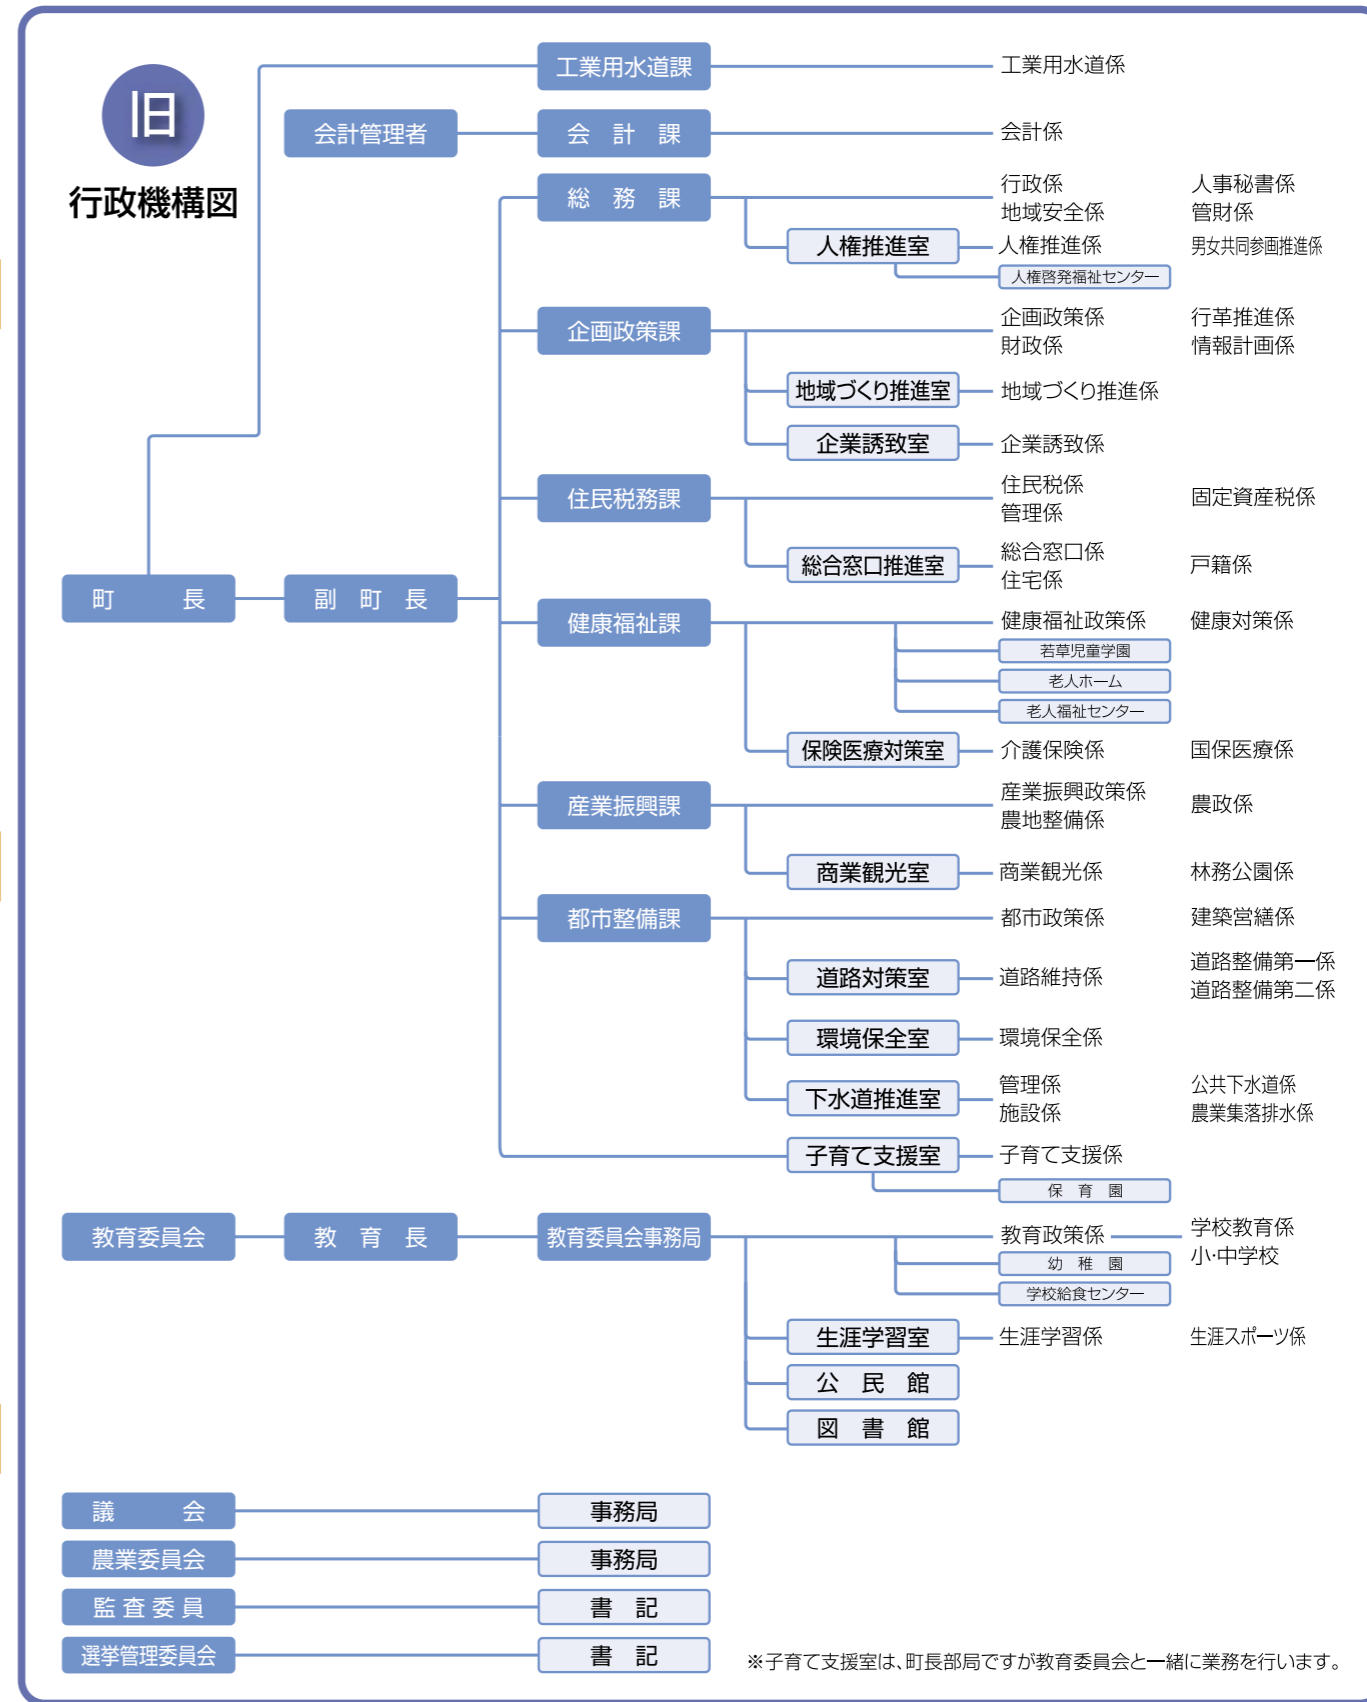 旧
行政機構図
工業用水道課 工業用水道係
会計管理者 会計課 会計係
総務課 行政係 人事秘書係
地域安全係 管財係
人権推進室 人権推進係 男女共同参画推進係
人権啓発福祉センター
企画政策課 企画政策係 行革推進係
財政係 情報計画係
地域づくり推進室 地域づくり推進係
企業誘致室 企業誘致係
住民税務課 住民税係 固定資産税係
管理係
総合窓口推進室 総合窓口係 戸籍係
住宅係
町長 副町長
健康福祉課 健康福祉政策係 健康対策係
若草児童学園
老人ホーム
老人福祉センター
保険医療対策室 介護保険係 国保医療係
産業振興課 産業振興政策係 農政係
農地整備係
商業観光室 商業観光係 林務公園係
都市整備課 都市政策係 建築営繕係
道路対策室 道路維持係 道路整備第一係
道路整備第二係
環境保全室 環境保全係
下水道推進室 管理係 公共下水道係
施設係 農業集落排水係
子育て支援室 子育て支援係
保育園
教育委員会 教育長 教育委員会事務局 教育政策係 学校教育係
幼稚園 小・中学校
学校給食センター
生涯学習室 生涯学習係 生涯スポーツ係
公民館
図書館
議会 事務局
農業委員会 事務局
監査委員 書記
選挙管理委員会 書記
※子育て支援室は、町長部局ですが教育委員会と一緒に業務を行います。